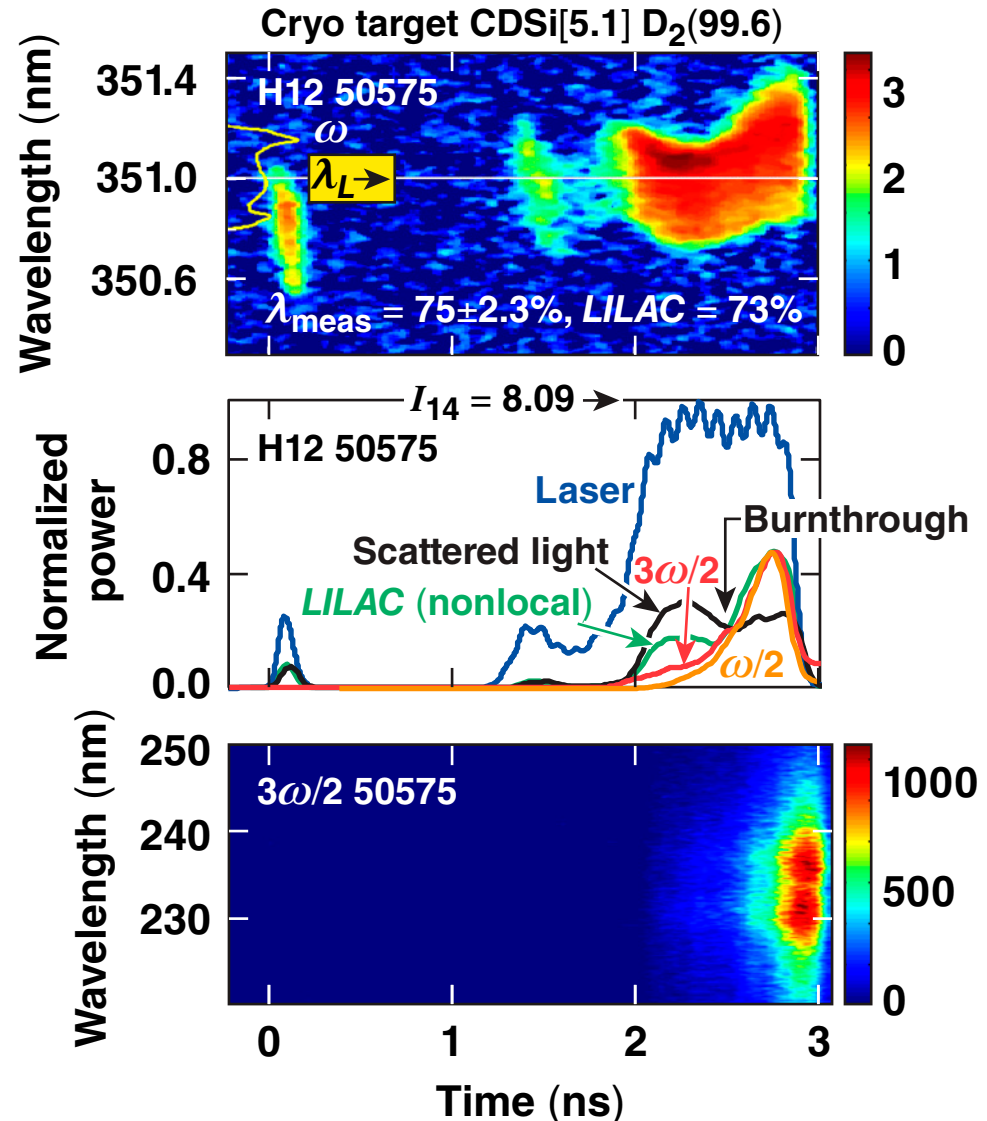 Cryo target CDSi[5.1] D₂(99.6)
Wavelength (nm)
351.4
351.0
350.6
H12 50575
ω
λ_L→
λ_meas = 75±2.3%, LILAC = 73%
3
2
1
0
Normalized
power
0.8
0.4
0.0
I₁₄ = 8.09 →
H12 50575
Laser
Burnthrough
Scattered light
3ω/2
LILAC (nonlocal)
ω/2
Wavelength (nm)
250
240
230
3ω/2 50575
1000
500
0
0 1 2 3
Time (ns)